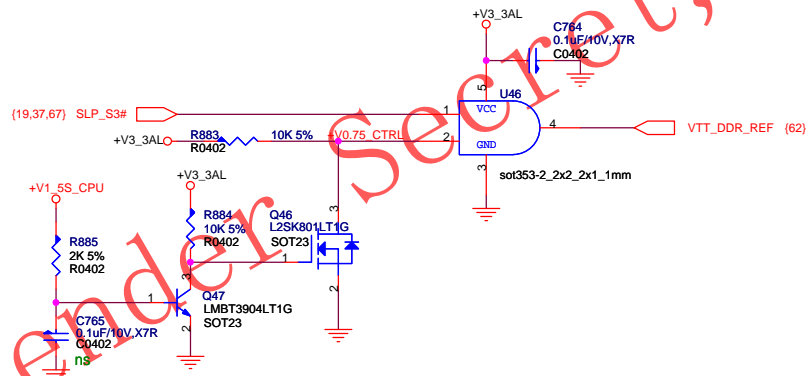 +V3_3AL
C764
0.1uF/10V,X7R
C0402
5
U46
{19,37,67} SLP_S3#
1
VCC
4
VTT_DDR_REF {62}
+V3_3AL
R883
R0402
10K 5%
+V0.75_CTRL
2
GND
3
sot353-2_2x2_2x1_1mm
+V1_5S_CPU
+V3_3AL
R884
10K 5%
R0402
Q46
L2SK801LT1G
SOT23
3
1
2
R885
2K 5%
R0402
3
1
Q47
LMBT3904LT1G
SOT23
2
C765
0.1uF/10V,X7R
C0402
ns
ender Secret,